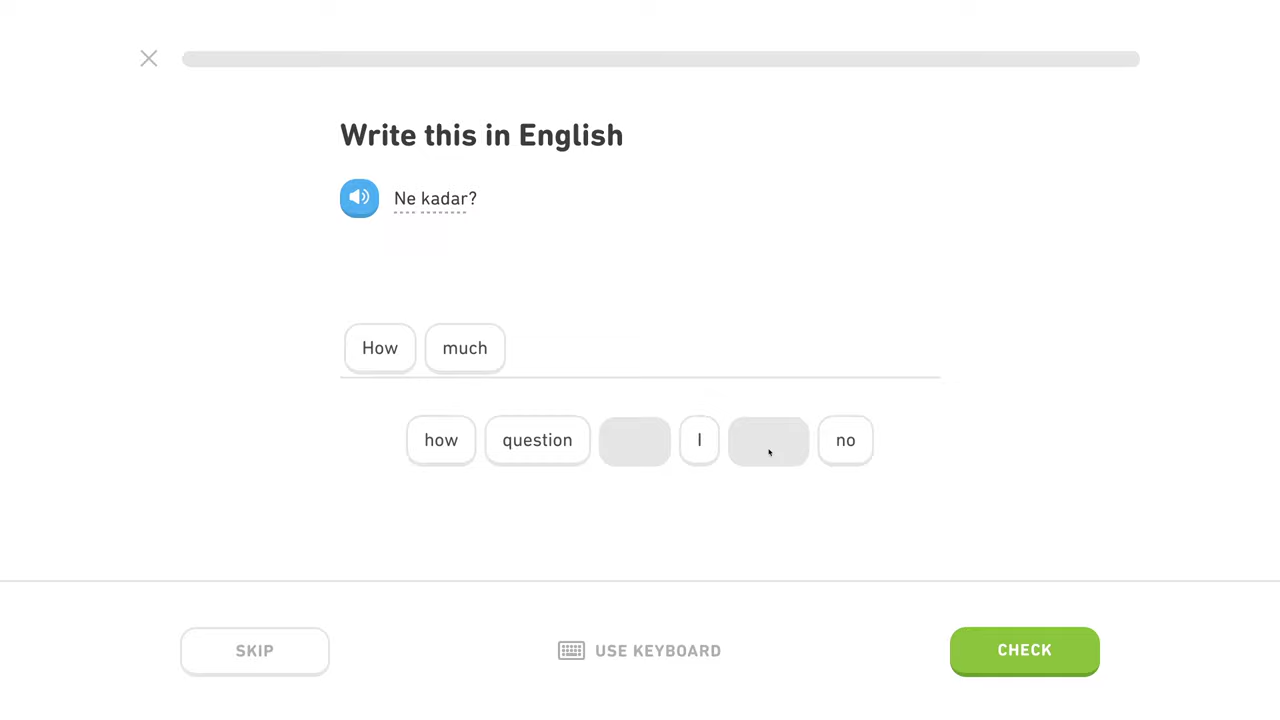 Write this in English
Ne kadar?
How much
how question I no
SKIP USE KEYBOARD CHECK